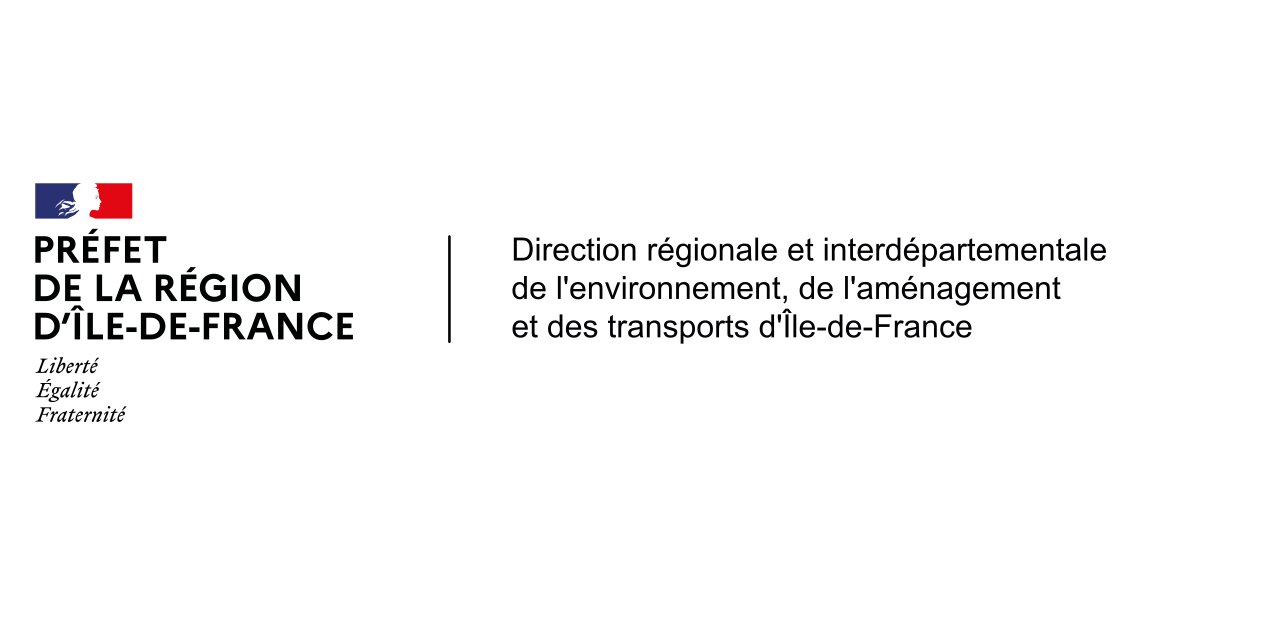 PRÉFET
DE LA RÉGION
D’ÎLE-DE-FRANCE
Liberté
Égalité
Fraternité
Direction régionale et interdépartementale
de l'environnement, de l'aménagement
et des transports d'Île-de-France